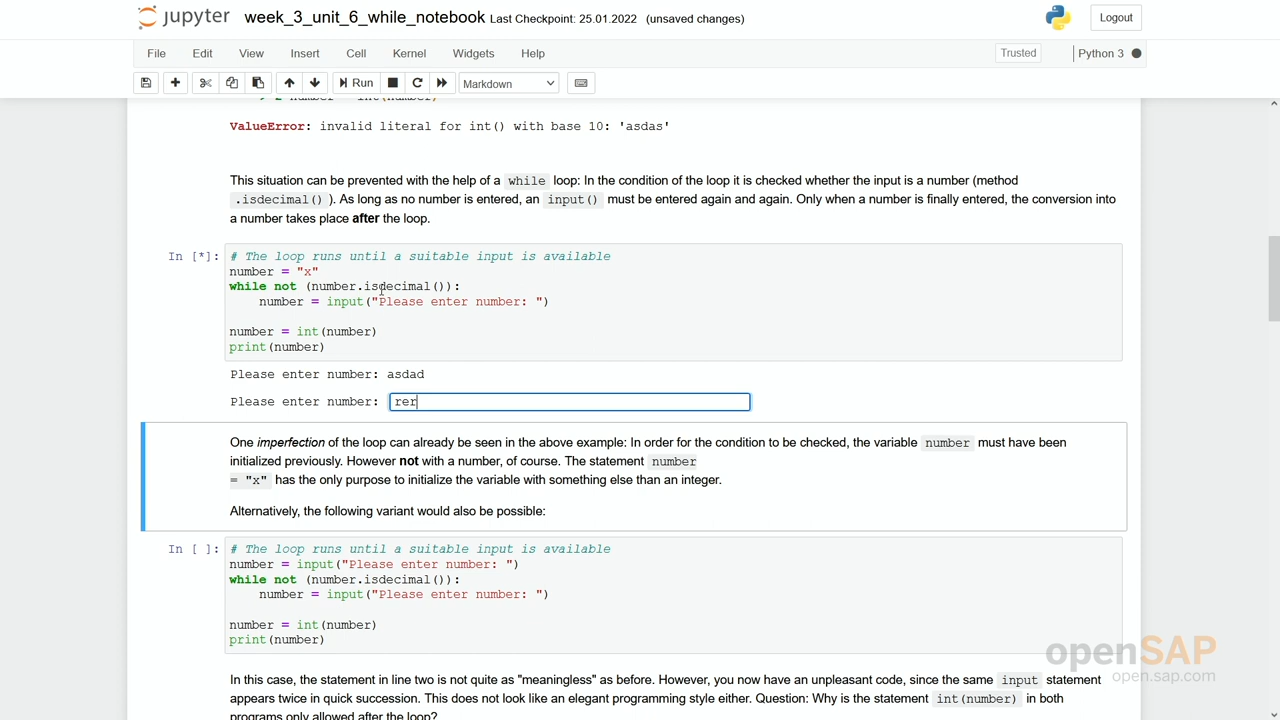 jupyter week_3_unit_6_while_notebook Last Checkpoint: 25.01.2022 (unsaved changes) Logout
File Edit View Insert Cell Kernel Widgets Help Trusted Python 3
Run Markdown
ValueError: invalid literal for int() with base 10: 'asdas'
This situation can be prevented with the help of a while loop: In the condition of the loop it is checked whether the input is a number (method
.isdecimal() ). As long as no number is entered, an input() must be entered again and again. Only when a number is finally entered, the conversion into
a number takes place after the loop.
In [*]: # The loop runs until a suitable input is available
number = "x"
while not (number.isdecimal()):
number = input("Please enter number: ")
number = int(number)
print(number)
Please enter number: asdad
Please enter number: rer
One imperfection of the loop can already be seen in the above example: In order for the condition to be checked, the variable number must have been
initialized previously. However not with a number, of course. The statement number
= "x" has the only purpose to initialize the variable with something else than an integer.
Alternatively, the following variant would also be possible:
In [ ]: # The loop runs until a suitable input is available
number = input("Please enter number: ")
while not (number.isdecimal()):
number = input("Please enter number: ")
number = int(number)
print(number)
openSAP
open.sap.com
In this case, the statement in line two is not quite as "meaningless" as before. However, you now have an unpleasant code, since the same input statement
appears twice in quick succession. This does not look like an elegant programming style either. Question: Why is the statement int(number) in both
programs only allowed after the loop?